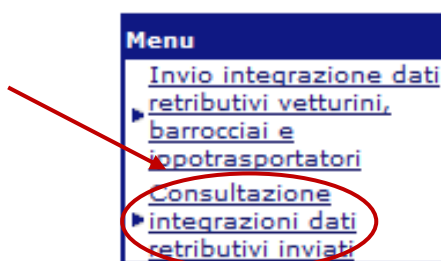 Menu
Invio integrazione dati
retributivi vetturini,
barrocciai e
ippotrasportatori
Consultazione
integrazioni dati
retributivi inviati